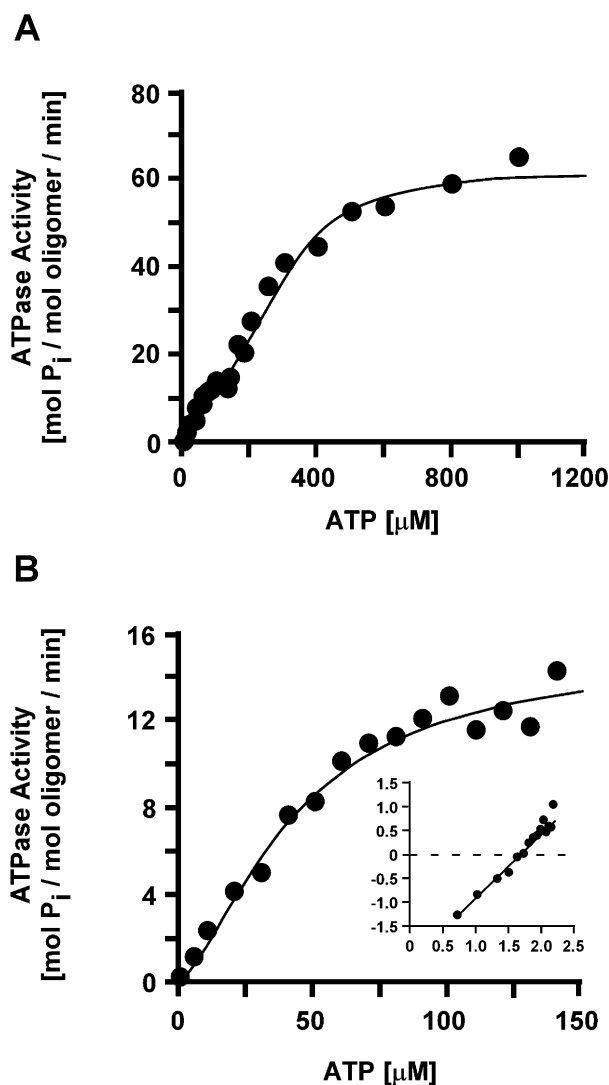 A
ATPase Activity
[mol Pi / mol oligomer / min]
80
60
40
20
0
0 400 800 1200
ATP [μM]
B
ATPase Activity
[mol Pi / mol oligomer / min]
16
12
8
4
0
1.5
1.0
0.5
0
-0.5
-1.0
-1.5
0 0.5 1.0 1.5 2.0 2.5
0 50 100 150
ATP [μM]